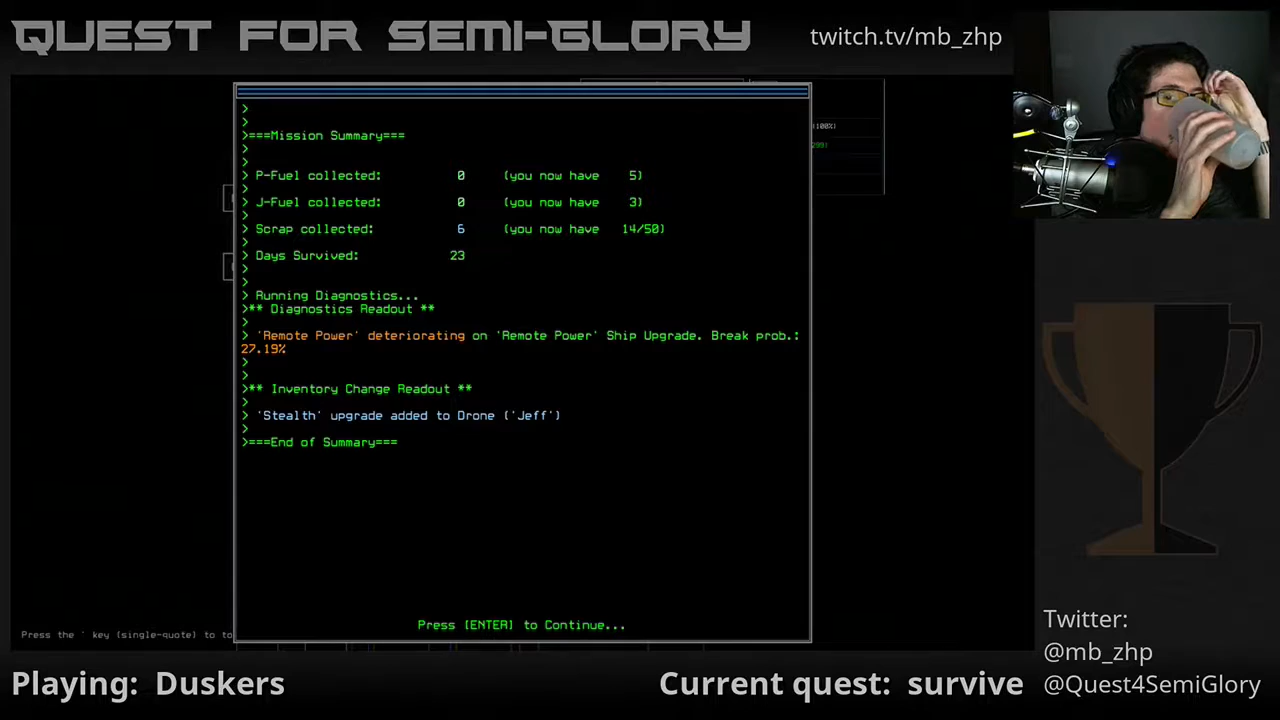 QUEST FOR SEMI-GLORY
twitch.tv/mb_zhp
>
>
>===Mission Summary===
>
>
> P-Fuel collected: 0 (you now have 5)
>
> J-Fuel collected: 0 (you now have 3)
>
> Scrap collected: 6 (you now have 14/50)
>
> Days Survived: 23
>
>
> Running Diagnostics...
>** Diagnostics Readout **
>
> 'Remote Power' deteriorating on 'Remote Power' Ship Upgrade. Break prob.:
27.19%
>
>
>** Inventory Change Readout **
>
> 'Stealth' upgrade added to Drone ('Jeff')
>
>===End of Summary===
Press [ENTER] to Continue...
(100%)
299)
Press the ' key (single-quote) to to
Twitter:
@mb_zhp
@Quest4SemiGlory
Playing: Duskers
Current quest: survive